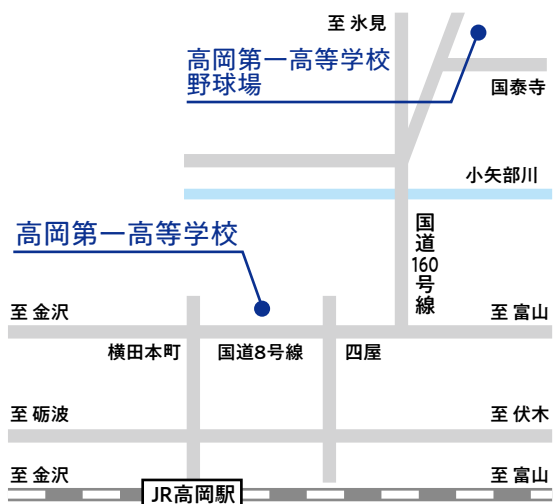 至 氷見
高岡第一高等学校
野球場
国泰寺
小矢部川
高岡第一高等学校
国道160号線
至 金沢
至 富山
横田本町
国道8号線
四屋
至 砺波
至 伏木
至 金沢
至 富山
JR高岡駅